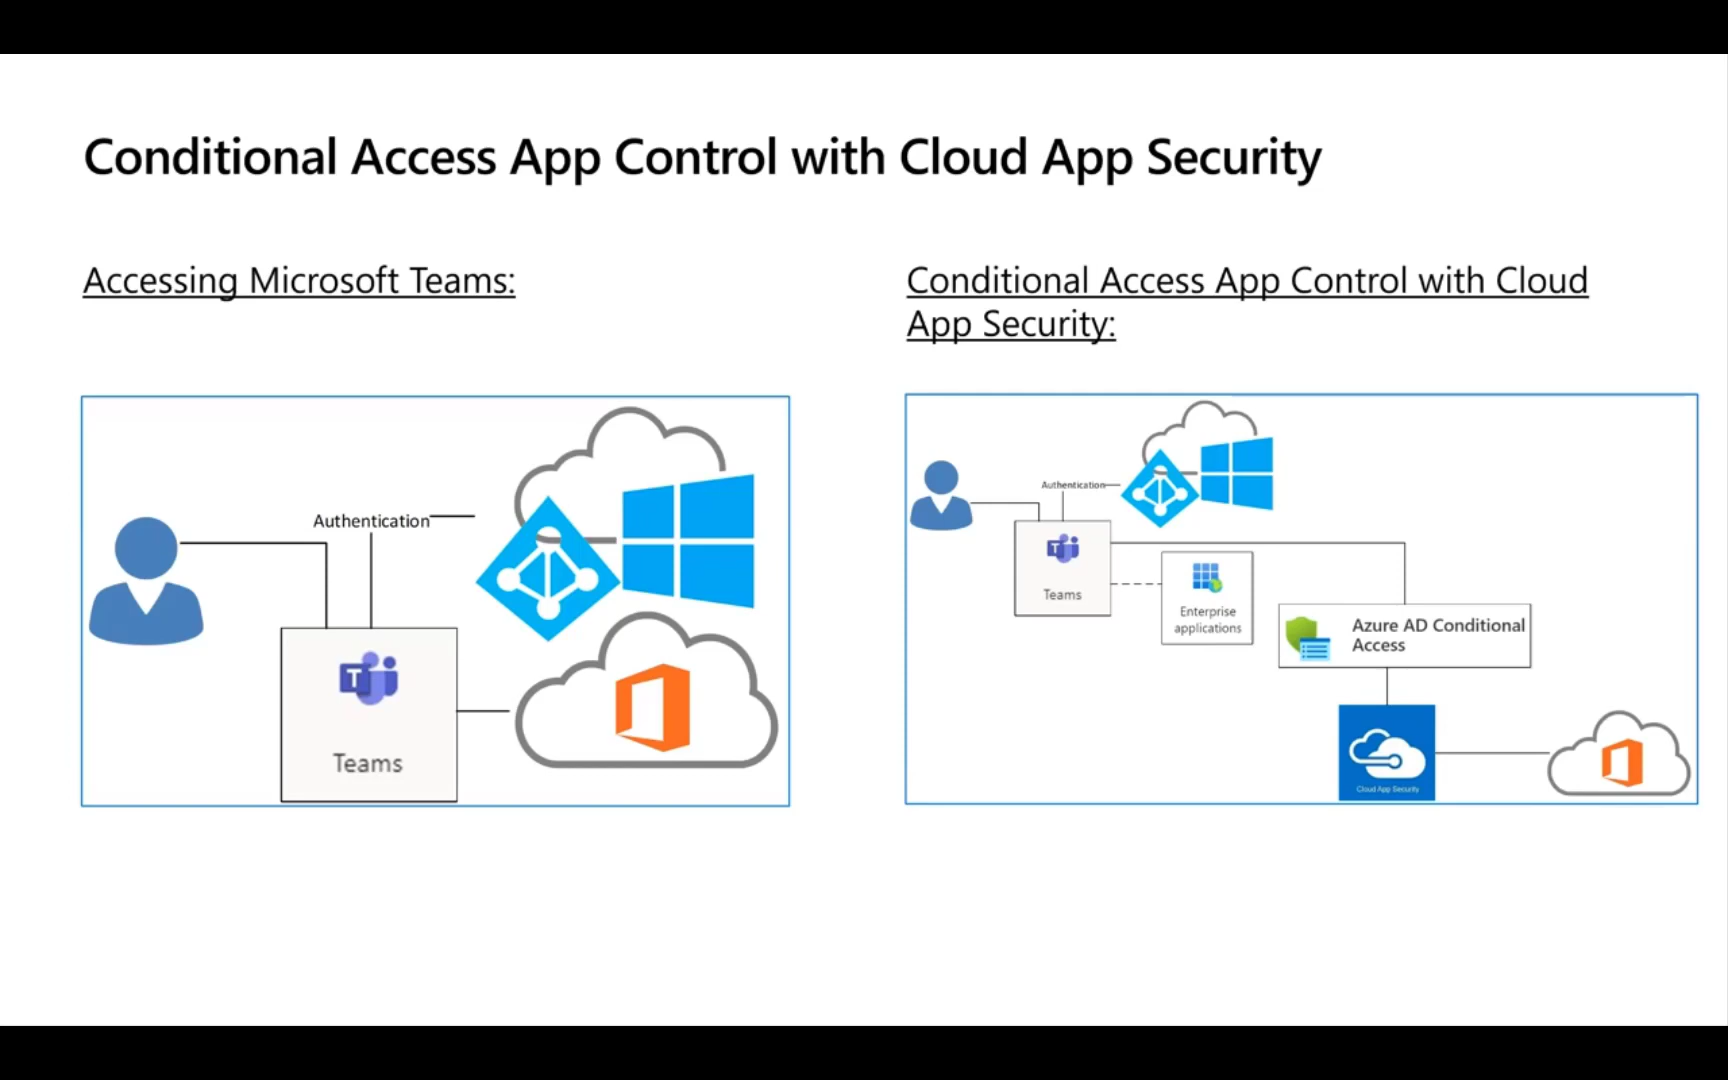 Conditional Access App Control with Cloud App Security
Accessing Microsoft Teams:
Authentication
T
Teams
Conditional Access App Control with Cloud
App Security:
Authentication
T
Teams
Enterprise
applications
Azure AD Conditional
Access
Cloud App Security